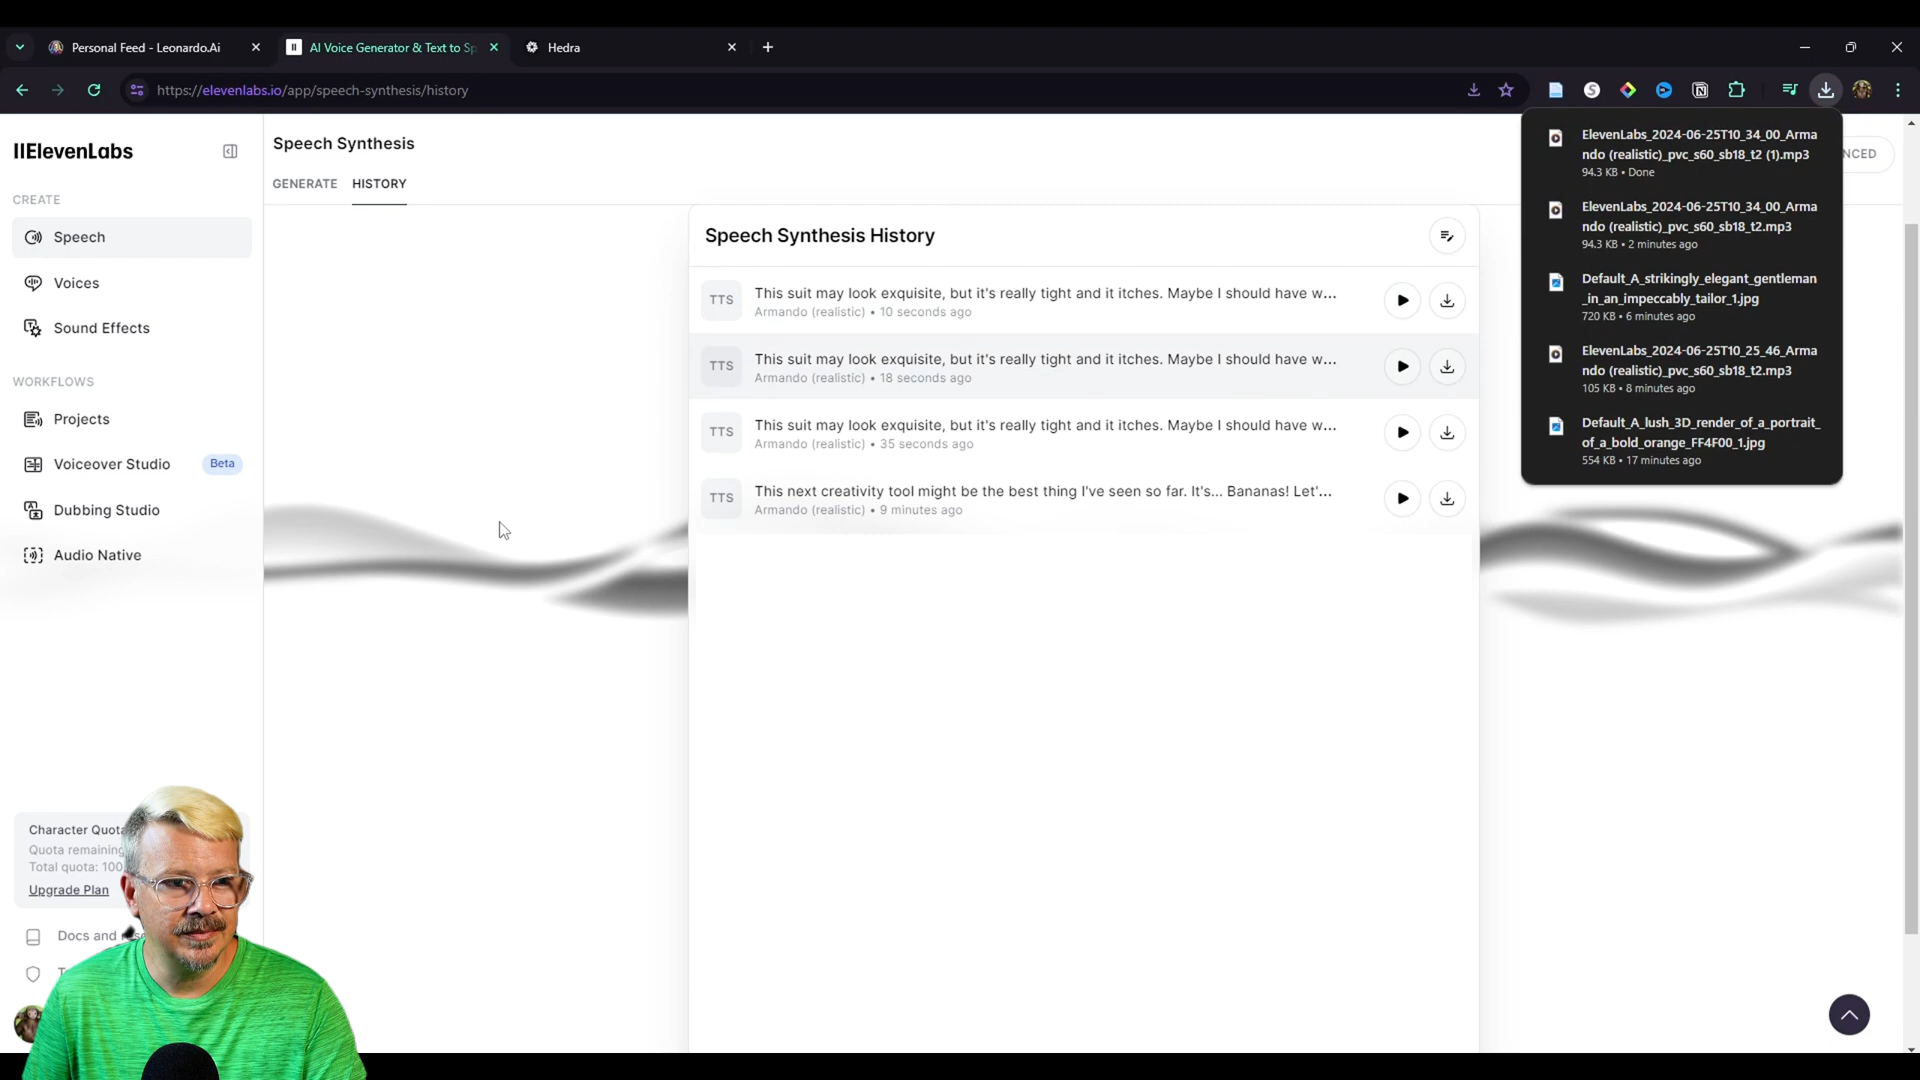 Personal Feed - Leonardo.Ai
AI Voice Generator & Text to Sp
Hedra
https://elevenlabs.io/app/speech-synthesis/history
IIElevenLabs
CREATE
Speech
Voices
Sound Effects
WORKFLOWS
Projects
Voiceover Studio Beta
Dubbing Studio
Audio Native
Character Quota
Quota remaining
Total quota: 100
Upgrade Plan
Docs and
Speech Synthesis
GENERATE HISTORY
Speech Synthesis History
TTS
This suit may look exquisite, but it's really tight and it itches. Maybe I should have w...
Armando (realistic) • 10 seconds ago
TTS
This suit may look exquisite, but it's really tight and it itches. Maybe I should have w...
Armando (realistic) • 18 seconds ago
TTS
This suit may look exquisite, but it's really tight and it itches. Maybe I should have w...
Armando (realistic) • 35 seconds ago
TTS
This next creativity tool might be the best thing I've seen so far. It's... Bananas! Let'...
Armando (realistic) • 9 minutes ago
ElevenLabs_2024-06-25T10_34_00_Arma
ndo (realistic)_pvc_s60_sb18_t2 (1).mp3
94.3 KB • Done
ElevenLabs_2024-06-25T10_34_00_Arma
ndo (realistic)_pvc_s60_sb18_t2.mp3
94.3 KB • 2 minutes ago
Default_A_strikingly_elegant_gentleman
_in_an_impeccably_tailor_1.jpg
720 KB • 6 minutes ago
ElevenLabs_2024-06-25T10_25_46_Arma
ndo (realistic)_pvc_s60_sb18_t2.mp3
105 KB • 8 minutes ago
Default_A_lush_3D_render_of_a_portrait_
of_a_bold_orange_FF4F00_1.jpg
554 KB • 17 minutes ago
NCED